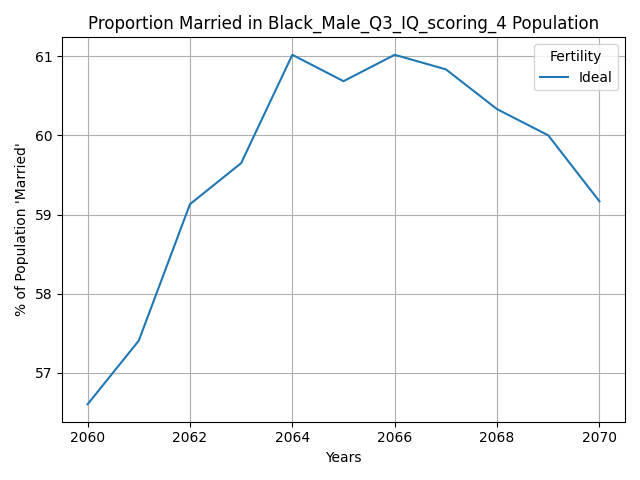 Proportion Married in Black_Male_Q3_IQ_scoring_4 Population
Fertility
Ideal
% of Population 'Married'
61
60
59
58
57
2060
2062
2064
2066
2068
2070
Years